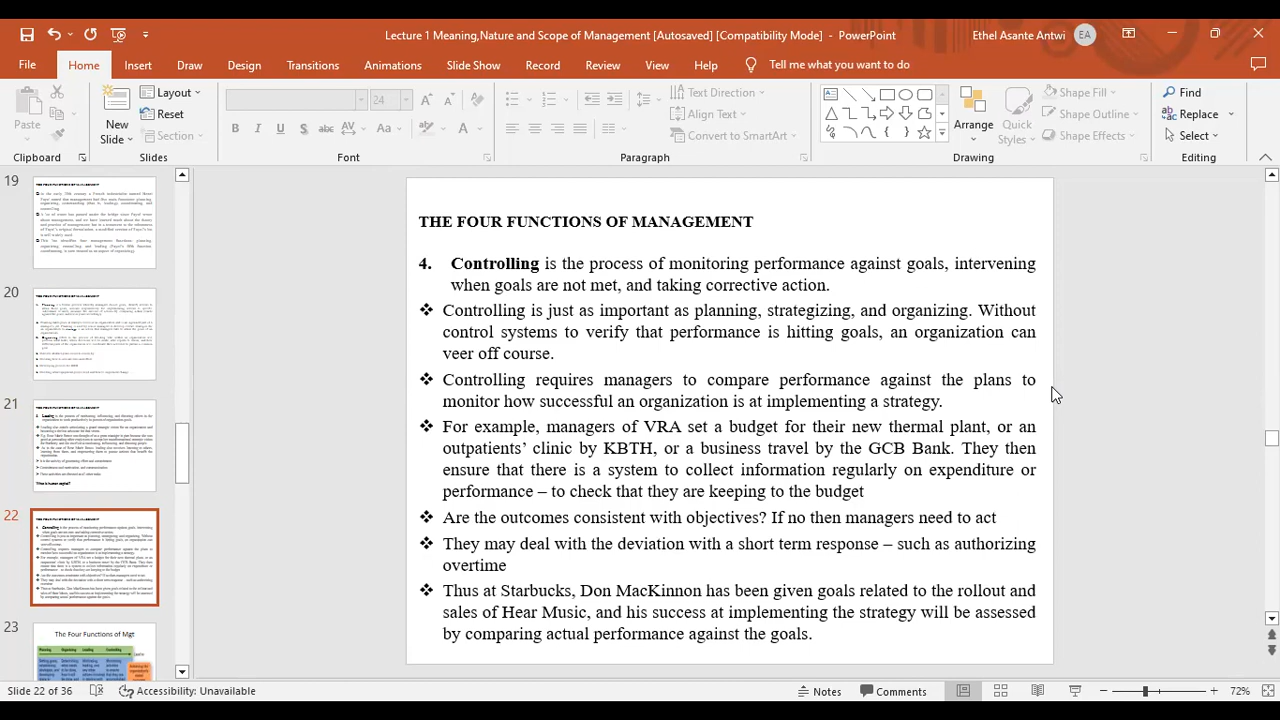 Lecture 1 Meaning,Nature and Scope of Management [Autosaved] [Compatibility Mode] - PowerPoint
Ethel Asante Antwi
EA
File Home Insert Draw Design Transitions Animations Slide Show Record Review View Help Tell me what you want to do
Paste
New Slide
Layout
Reset
Section
24
B I U S abc AV Aa A
Text Direction
Align Text
Convert to SmartArt
Arrange
Quick Styles
Shape Fill
Shape Outline
Shape Effects
Find
Replace
Select
Clipboard Slides Font Paragraph Drawing Editing
19
20
21
22
23
The Four Functions of Mgt
THE FOUR FUNCTIONS OF MANAGEMENT
4. Controlling is the process of monitoring performance against goals, intervening
when goals are not met, and taking corrective action.
❖ Controlling is just as important as planning, strategizing, and organizing. Without
control systems to verify that performance is hitting goals, an organization can
veer off course.
❖ Controlling requires managers to compare performance against the plans to
monitor how successful an organization is at implementing a strategy.
❖ For example, managers of VRA set a budget for their new thermal plant, or an
outpatients' clinic by KBTH, or a business travel by the GCB Bank. They then
ensure that there is a system to collect information regularly on expenditure or
performance – to check that they are keeping to the budget
❖ Are the outcomes consistent with objectives? If not then managers need to act
❖ They may deal with the deviation with a short-term response – such as authorizing
overtime
❖ Thus at Starbucks, Don MacKinnon has been given goals related to the rollout and
sales of Hear Music, and his success at implementing the strategy will be assessed
by comparing actual performance against the goals.
Slide 22 of 36
Accessibility: Unavailable
Notes
Comments
72%